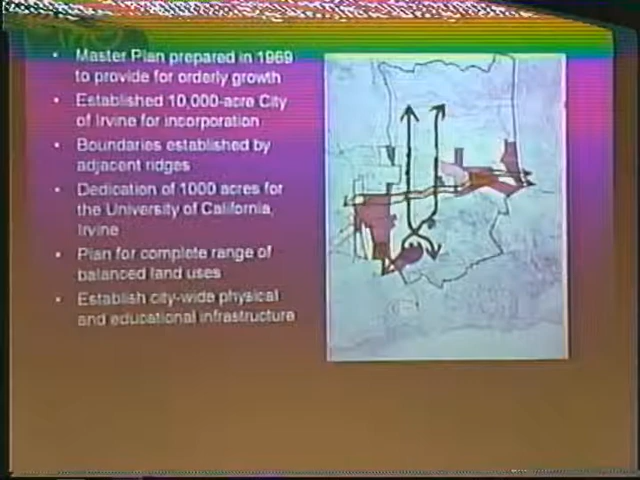 • Master Plan prepared in 1969
to provide for orderly growth
• Established 10,000-acre City
of Irvine for incorporation
• Boundaries established by
adjacent ridges
• Dedication of 1000 acres for
the University of California,
Irvine
• Plan for complete range of
balanced land uses
• Establish city-wide physical
and educational infrastructure